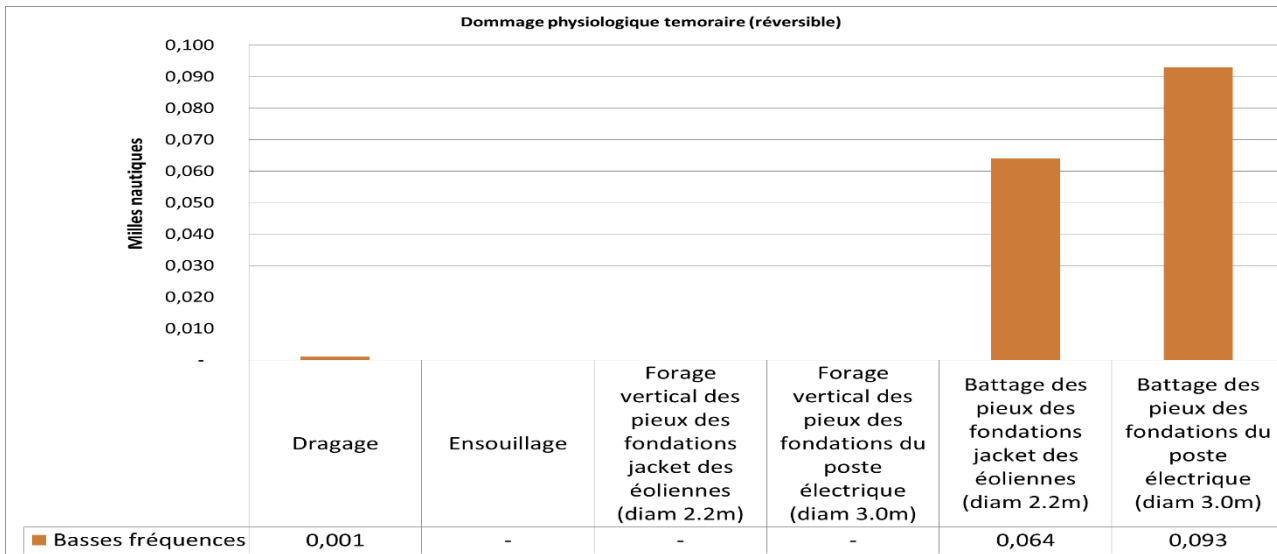 Dommage physiologique temoraire (réversible)
Milles nautiques
0,100
0,090
0,080
0,070
0,060
0,050
0,040
0,030
0,020
0,010
-
Dragage
Ensouillage
Forage
vertical des
pieux des
fondations
jacket des
éoliennes
(diam 2.2m)
Forage
vertical des
pieux des
fondations du
poste
électrique
(diam 3.0m)
Battage des
pieux des
fondations
jacket des
éoliennes
(diam 2.2m)
Battage des
pieux des
fondations du
poste
électrique
(diam 3.0m)
Basses fréquences 0,001 - - - 0,064 0,093